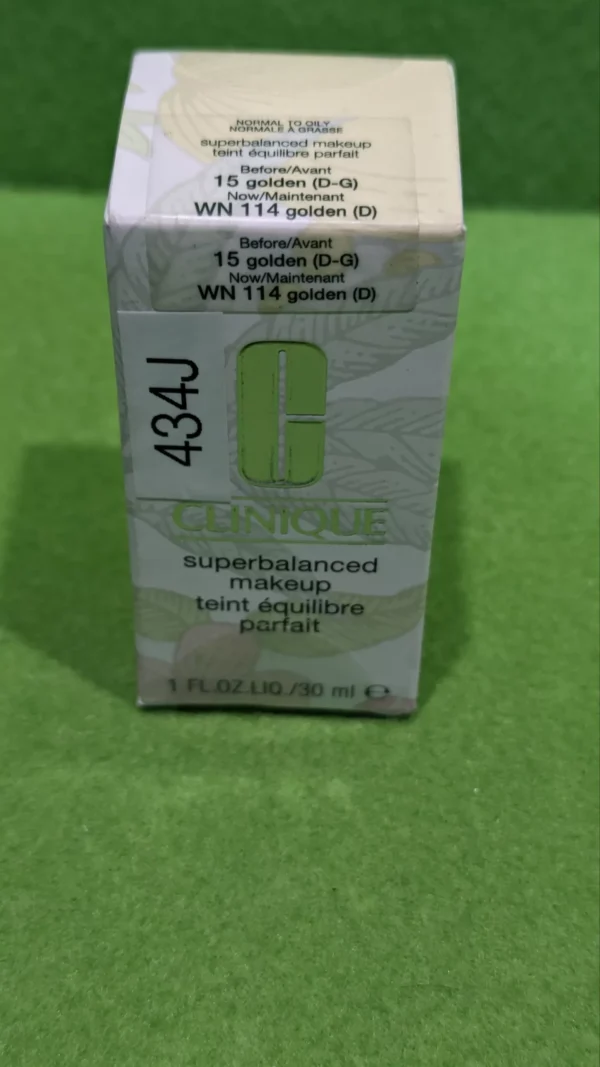 NORMAL TO OILY
NORMALE À GRASSE
superbalanced makeup
teint équilibre parfait
Before/Avant
15 golden (D-G)
Now/Maintenant
WN 114 golden (D)
Before/Avant
15 golden (D-G)
Now/Maintenant
WN 114 golden (D)
434J
CLINIQUE
superbalanced
makeup
teint équilibre
parfait
1 FL.OZ.LIQ./30 ml ℮